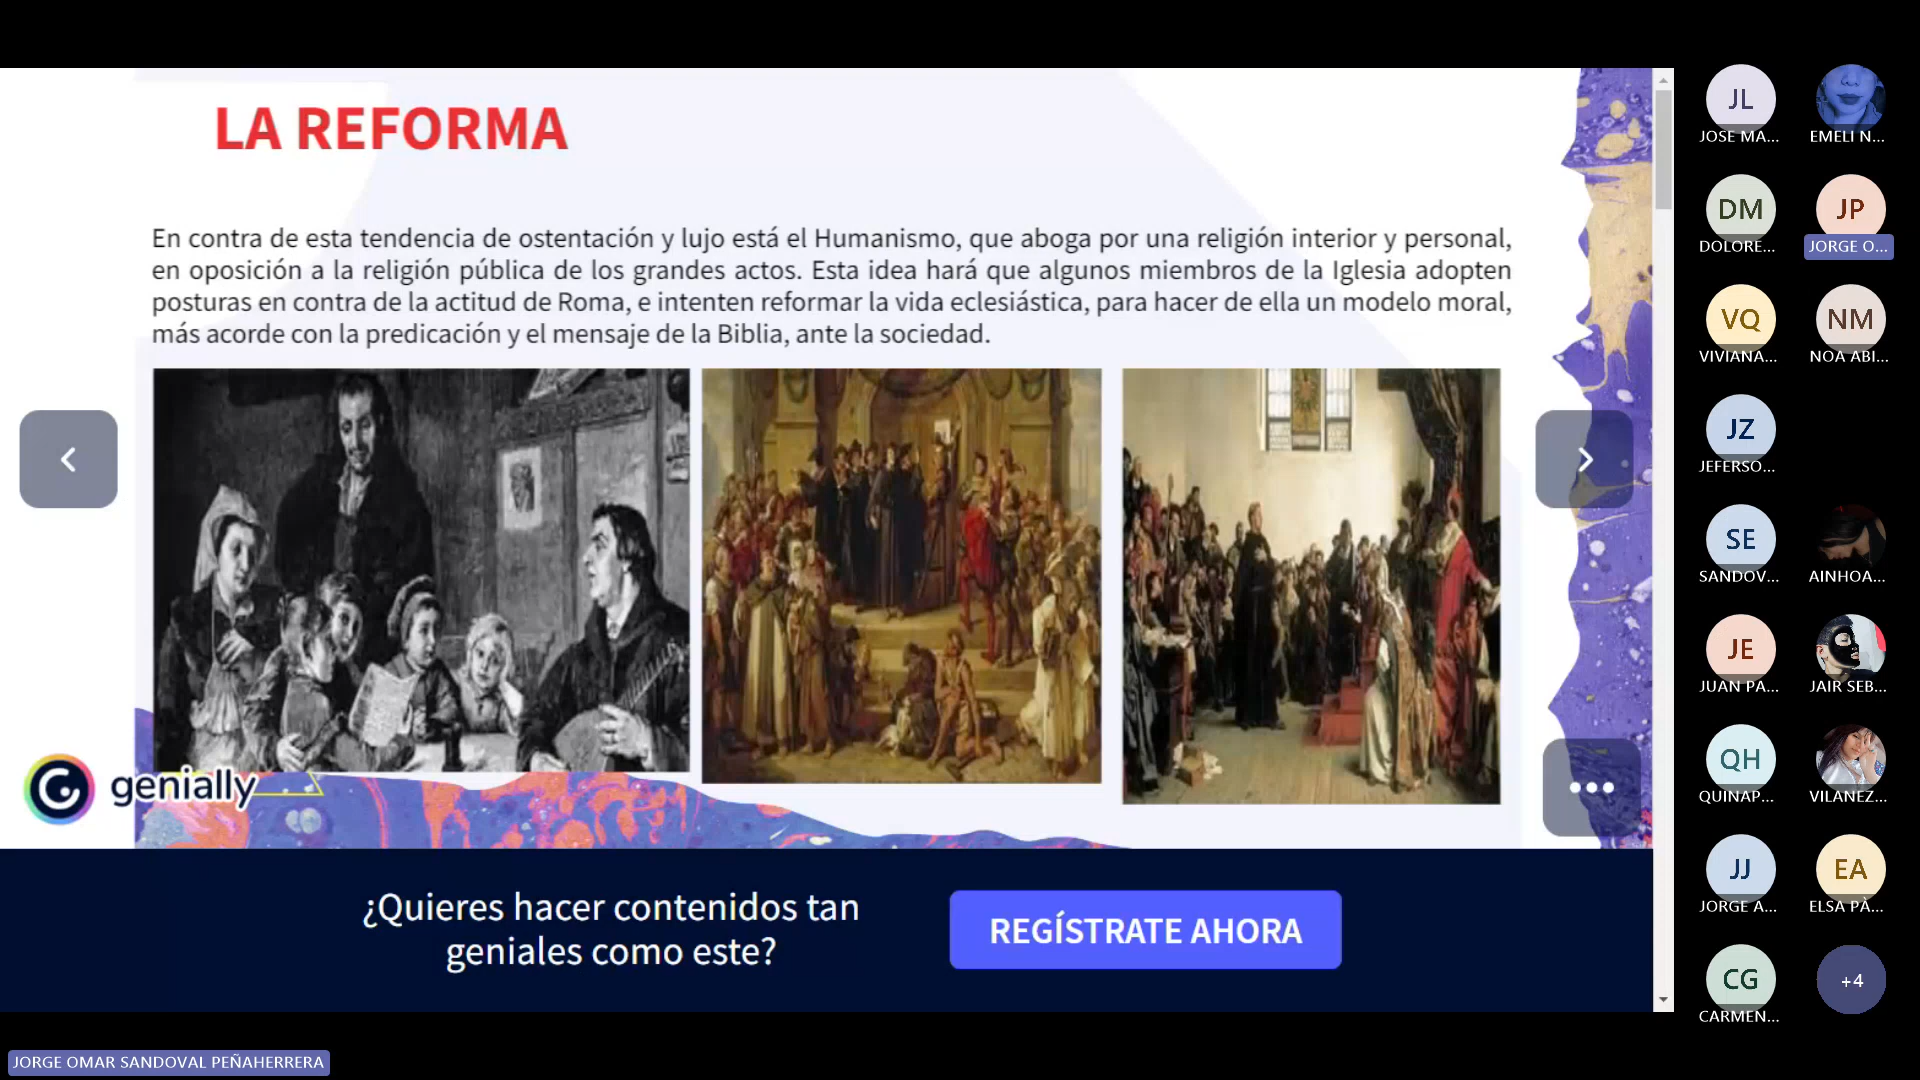 LA REFORMA
En contra de esta tendencia de ostentación y lujo está el Humanismo, que aboga por una religión interior y personal,
en oposición a la religión pública de los grandes actos. Esta idea hará que algunos miembros de la Iglesia adopten
posturas en contra de la actitud de Roma, e intenten reformar la vida eclesiástica, para hacer de ella un modelo moral,
más acorde con la predicación y el mensaje de la Biblia, ante la sociedad.
genially
¿Quieres hacer contenidos tan
geniales como este?
REGÍSTRATE AHORA
JORGE OMAR SANDOVAL PEÑAHERRERA
JL
JOSE MA...
EMELI N...
DM
DOLORE...
JP
JORGE O...
VQ
VIVIANA...
NM
NOA ABI...
JZ
JEFERSO...
SE
SANDOV...
AINHOA...
JE
JUAN PA...
JAIR SEB...
QH
QUINAP...
VILAÑEZ...
JJ
JORGE A...
EA
ELSA PÀ...
CG
CARMEN...
+4